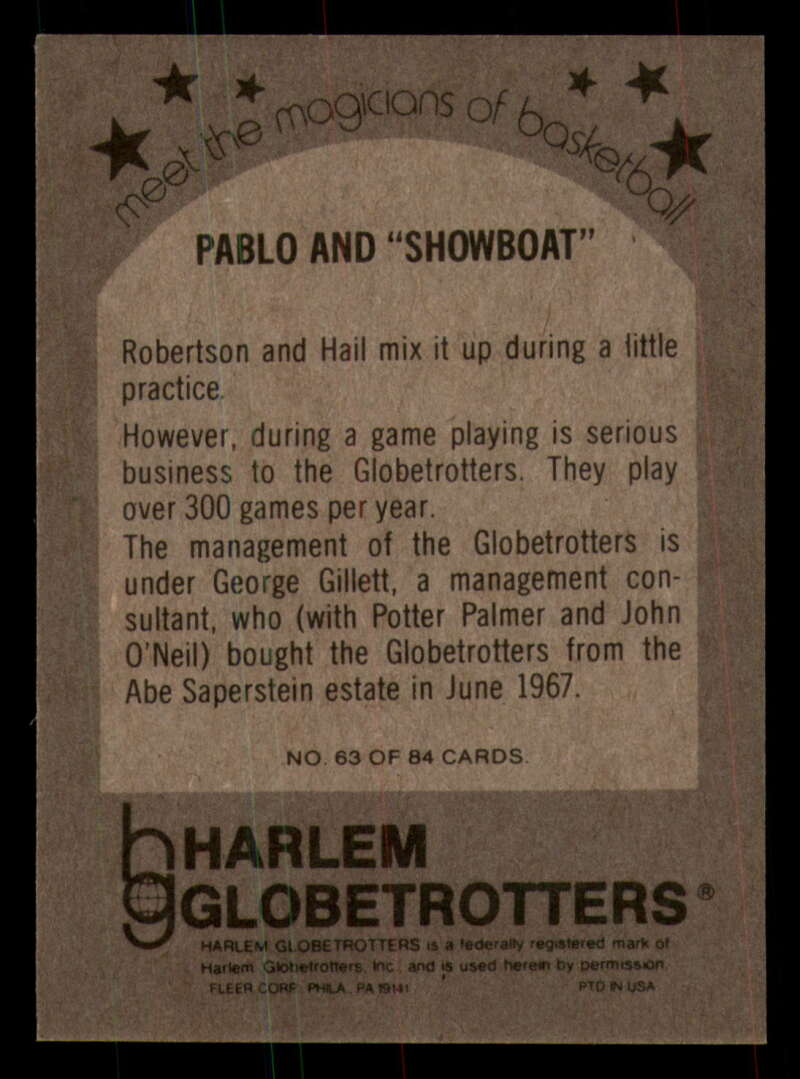 meet the magicians of basketball
PABLO AND “SHOWBOAT”
Robertson and Hail mix it up during a little
practice.
However, during a game playing is serious
business to the Globetrotters. They play
over 300 games per year.
The management of the Globetrotters is
under George Gillett, a management con-
sultant, who (with Potter Palmer and John
O'Neil) bought the Globetrotters from the
Abe Saperstein estate in June 1967.
NO. 63 OF 84 CARDS.
hg HARLEM
GLOBETROTTERS®
HARLEM GLOBETROTTERS is a federally registered mark of
Harlem Globetrotters, Inc., and is used herein by permission.
FLEER CORP. PHILA., PA 19141 PTD IN USA